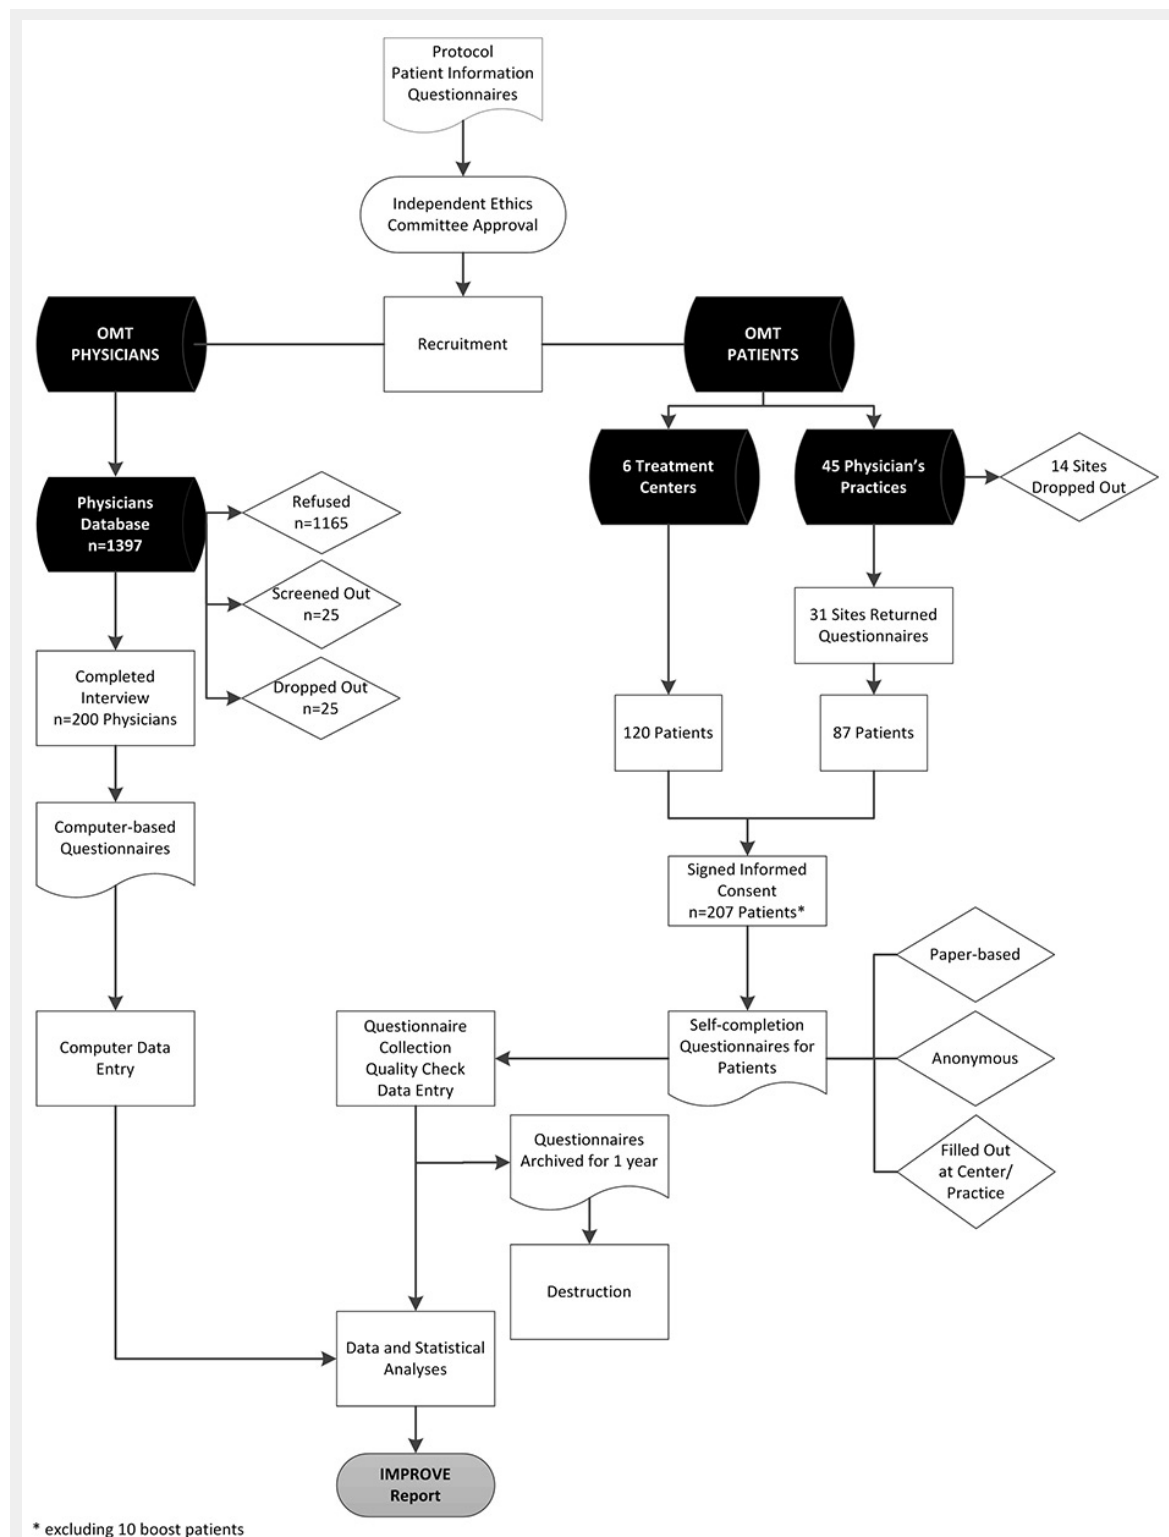 Protocol
Patient Information
Questionnaires
Independent Ethics
Committee Approval
OMT
PHYSICIANS
Recruitment
OMT
PATIENTS
6 Treatment
Centers
45 Physician's
Practices
14 Sites
Dropped Out
Physicians
Database
n=1397
Refused
n=1165
Screened Out
n=25
Dropped Out
n=25
31 Sites Returned
Questionnaires
Completed
Interview
n=200 Physicians
120 Patients
87 Patients
Computer-based
Questionnaires
Signed Informed
Consent
n=207 Patients*
Paper-based
Computer Data
Entry
Questionnaire
Collection
Quality Check
Data Entry
Self-completion
Questionnaires for
Patients
Anonymous
Questionnaires
Archived for 1 year
Filled Out
at Center/
Practice
Destruction
Data and Statistical
Analyses
IMPROVE
Report
* excluding 10 boost patients